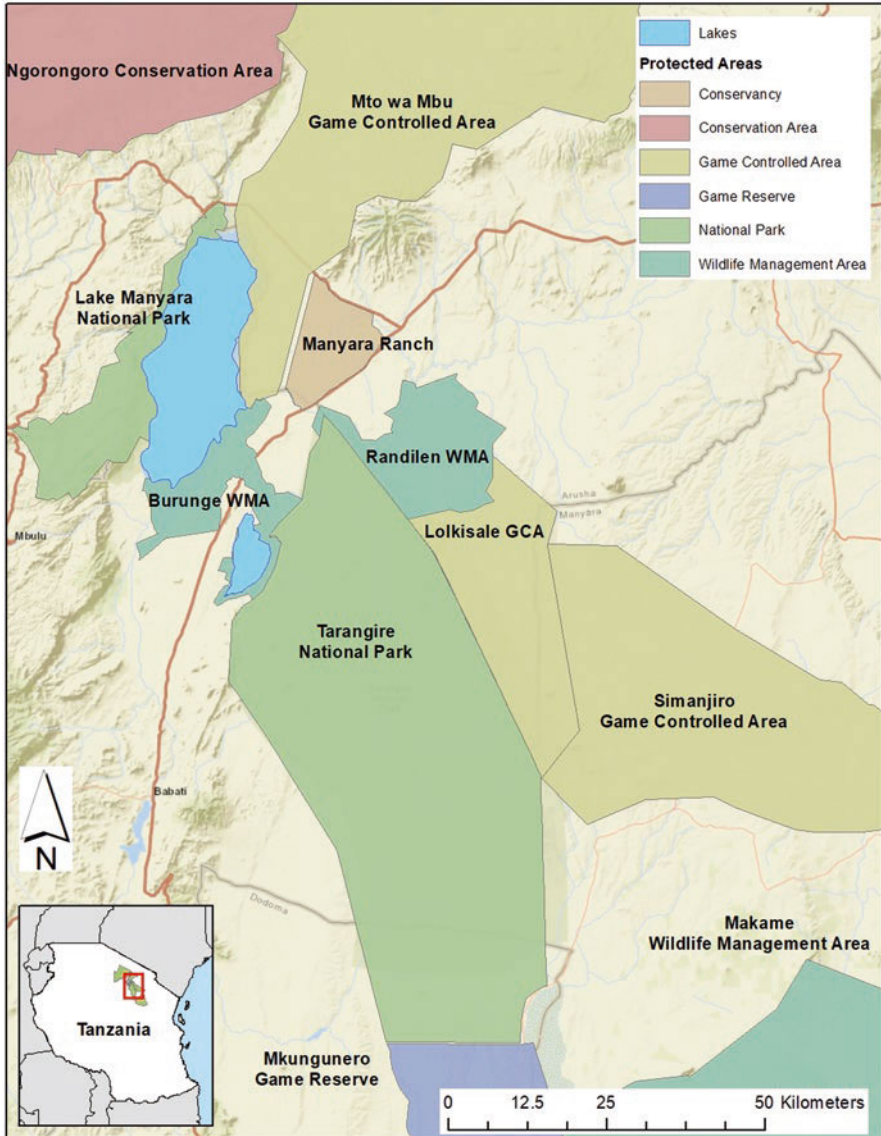 Ngorongoro Conservation Area
Mto wa Mbu
Game Controlled Area
Lakes
Protected Areas
Conservancy
Conservation Area
Game Controlled Area
Game Reserve
National Park
Wildlife Management Area
Lake Manyara
National Park
Manyara Ranch
Randilen WMA
Burunge WMA
Arusha
Manyara
Lolkisale GCA
Mbulu
Tarangire
National Park
Simanjiro
Game Controlled Area
Babati
N
Dodoma
Makame
Wildlife Management Area
Tanzania
Mkungunero
Game Reserve
0 12.5 25 50 Kilometers